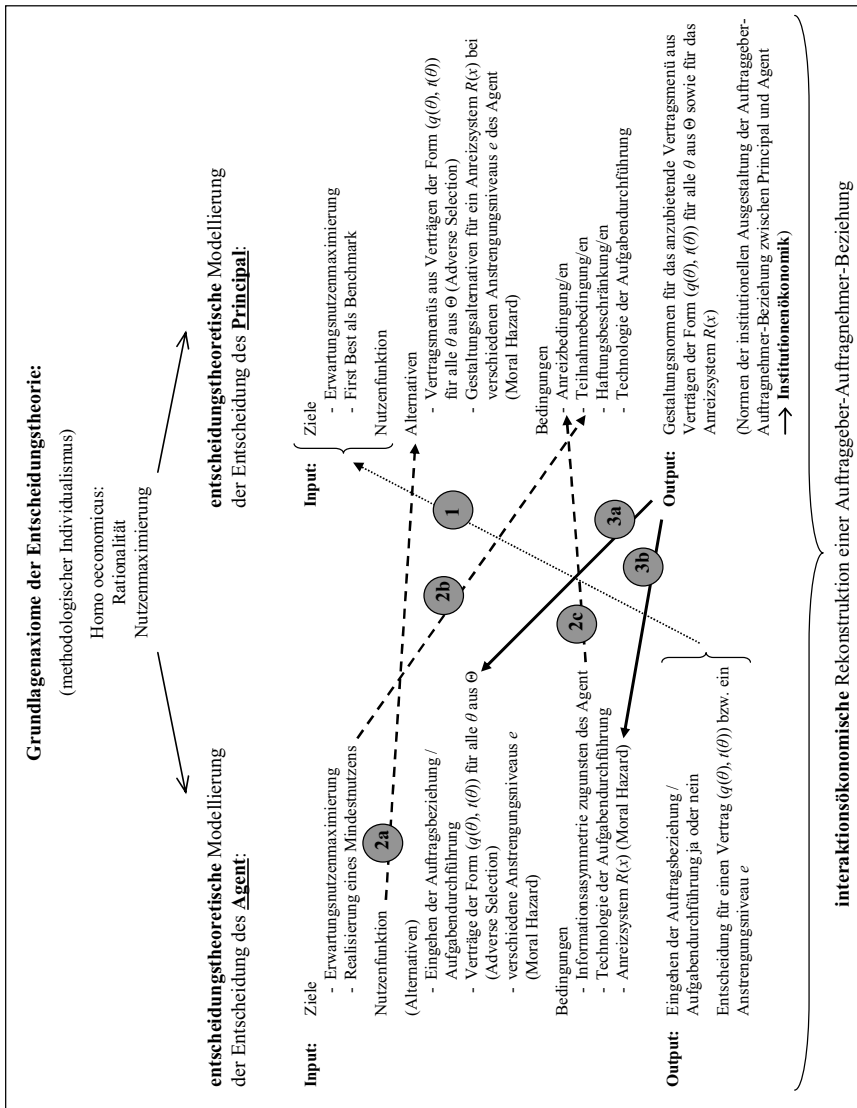 Grundlagenaxiome der Entscheidungstheorie:
(methodologischer Individualismus)
Homo oeconomicus:
Rationalität
Nutzenmaximierung
entscheidungstheoretische Modellierung
der Entscheidung des Agent:
Input:
Ziele
- Erwartungsnutzenmaximierung
- Realisierung eines Mindestnutzens
Nutzenfunktion
(Alternativen)
- Eingehen der Auftragsbeziehung /
Aufgabendurchführung
- Verträge der Form (q(θ), t(θ)) für alle θ aus Θ
(Adverse Selection)
- verschiedene Anstrengungsniveaus e
(Moral Hazard)
Bedingungen
- Informationsasymmetrie zugunsten des Agent
- Technologie der Aufgabendurchführung
- Anreizsystem R(x) (Moral Hazard)
Output:
Eingehen der Auftragsbeziehung /
Aufgabendurchführung ja oder nein
Entscheidung für einen Vertrag (q(θ), t(θ)) bzw. ein
Anstrengungsniveau e
2a
2b
1
2c
3a
3b
entscheidungstheoretische Modellierung
der Entscheidung des Principal:
Input:
Ziele
- Erwartungsnutzenmaximierung
- First Best als Benchmark
Nutzenfunktion
Alternativen
- Vertragsmenüs aus Verträgen der Form (q(θ), t(θ))
für alle θ aus Θ (Adverse Selection)
- Gestaltungsalternativen für ein Anreizsystem R(x) bei
verschiedenen Anstrengungsniveaus e des Agent
(Moral Hazard)
Bedingungen
- Anreizbedingung/en
- Teilnahmebedingung/en
- Haftungsbeschränkung/en
- Technologie der Aufgabendurchführung
Output:
Gestaltungsnormen für das anzubietende Vertragsmenü aus
Verträgen der Form (q(θ), t(θ)) für alle θ aus Θ sowie für das
Anreizsystem R(x)
(Normen der institutionellen Ausgestaltung der Auftraggeber-
Auftragnehmer-Beziehung zwischen Principal und Agent
→ Institutionenökonomik)
interaktionsökonomische Rekonstruktion einer Auftraggeber-Auftragnehmer-Beziehung